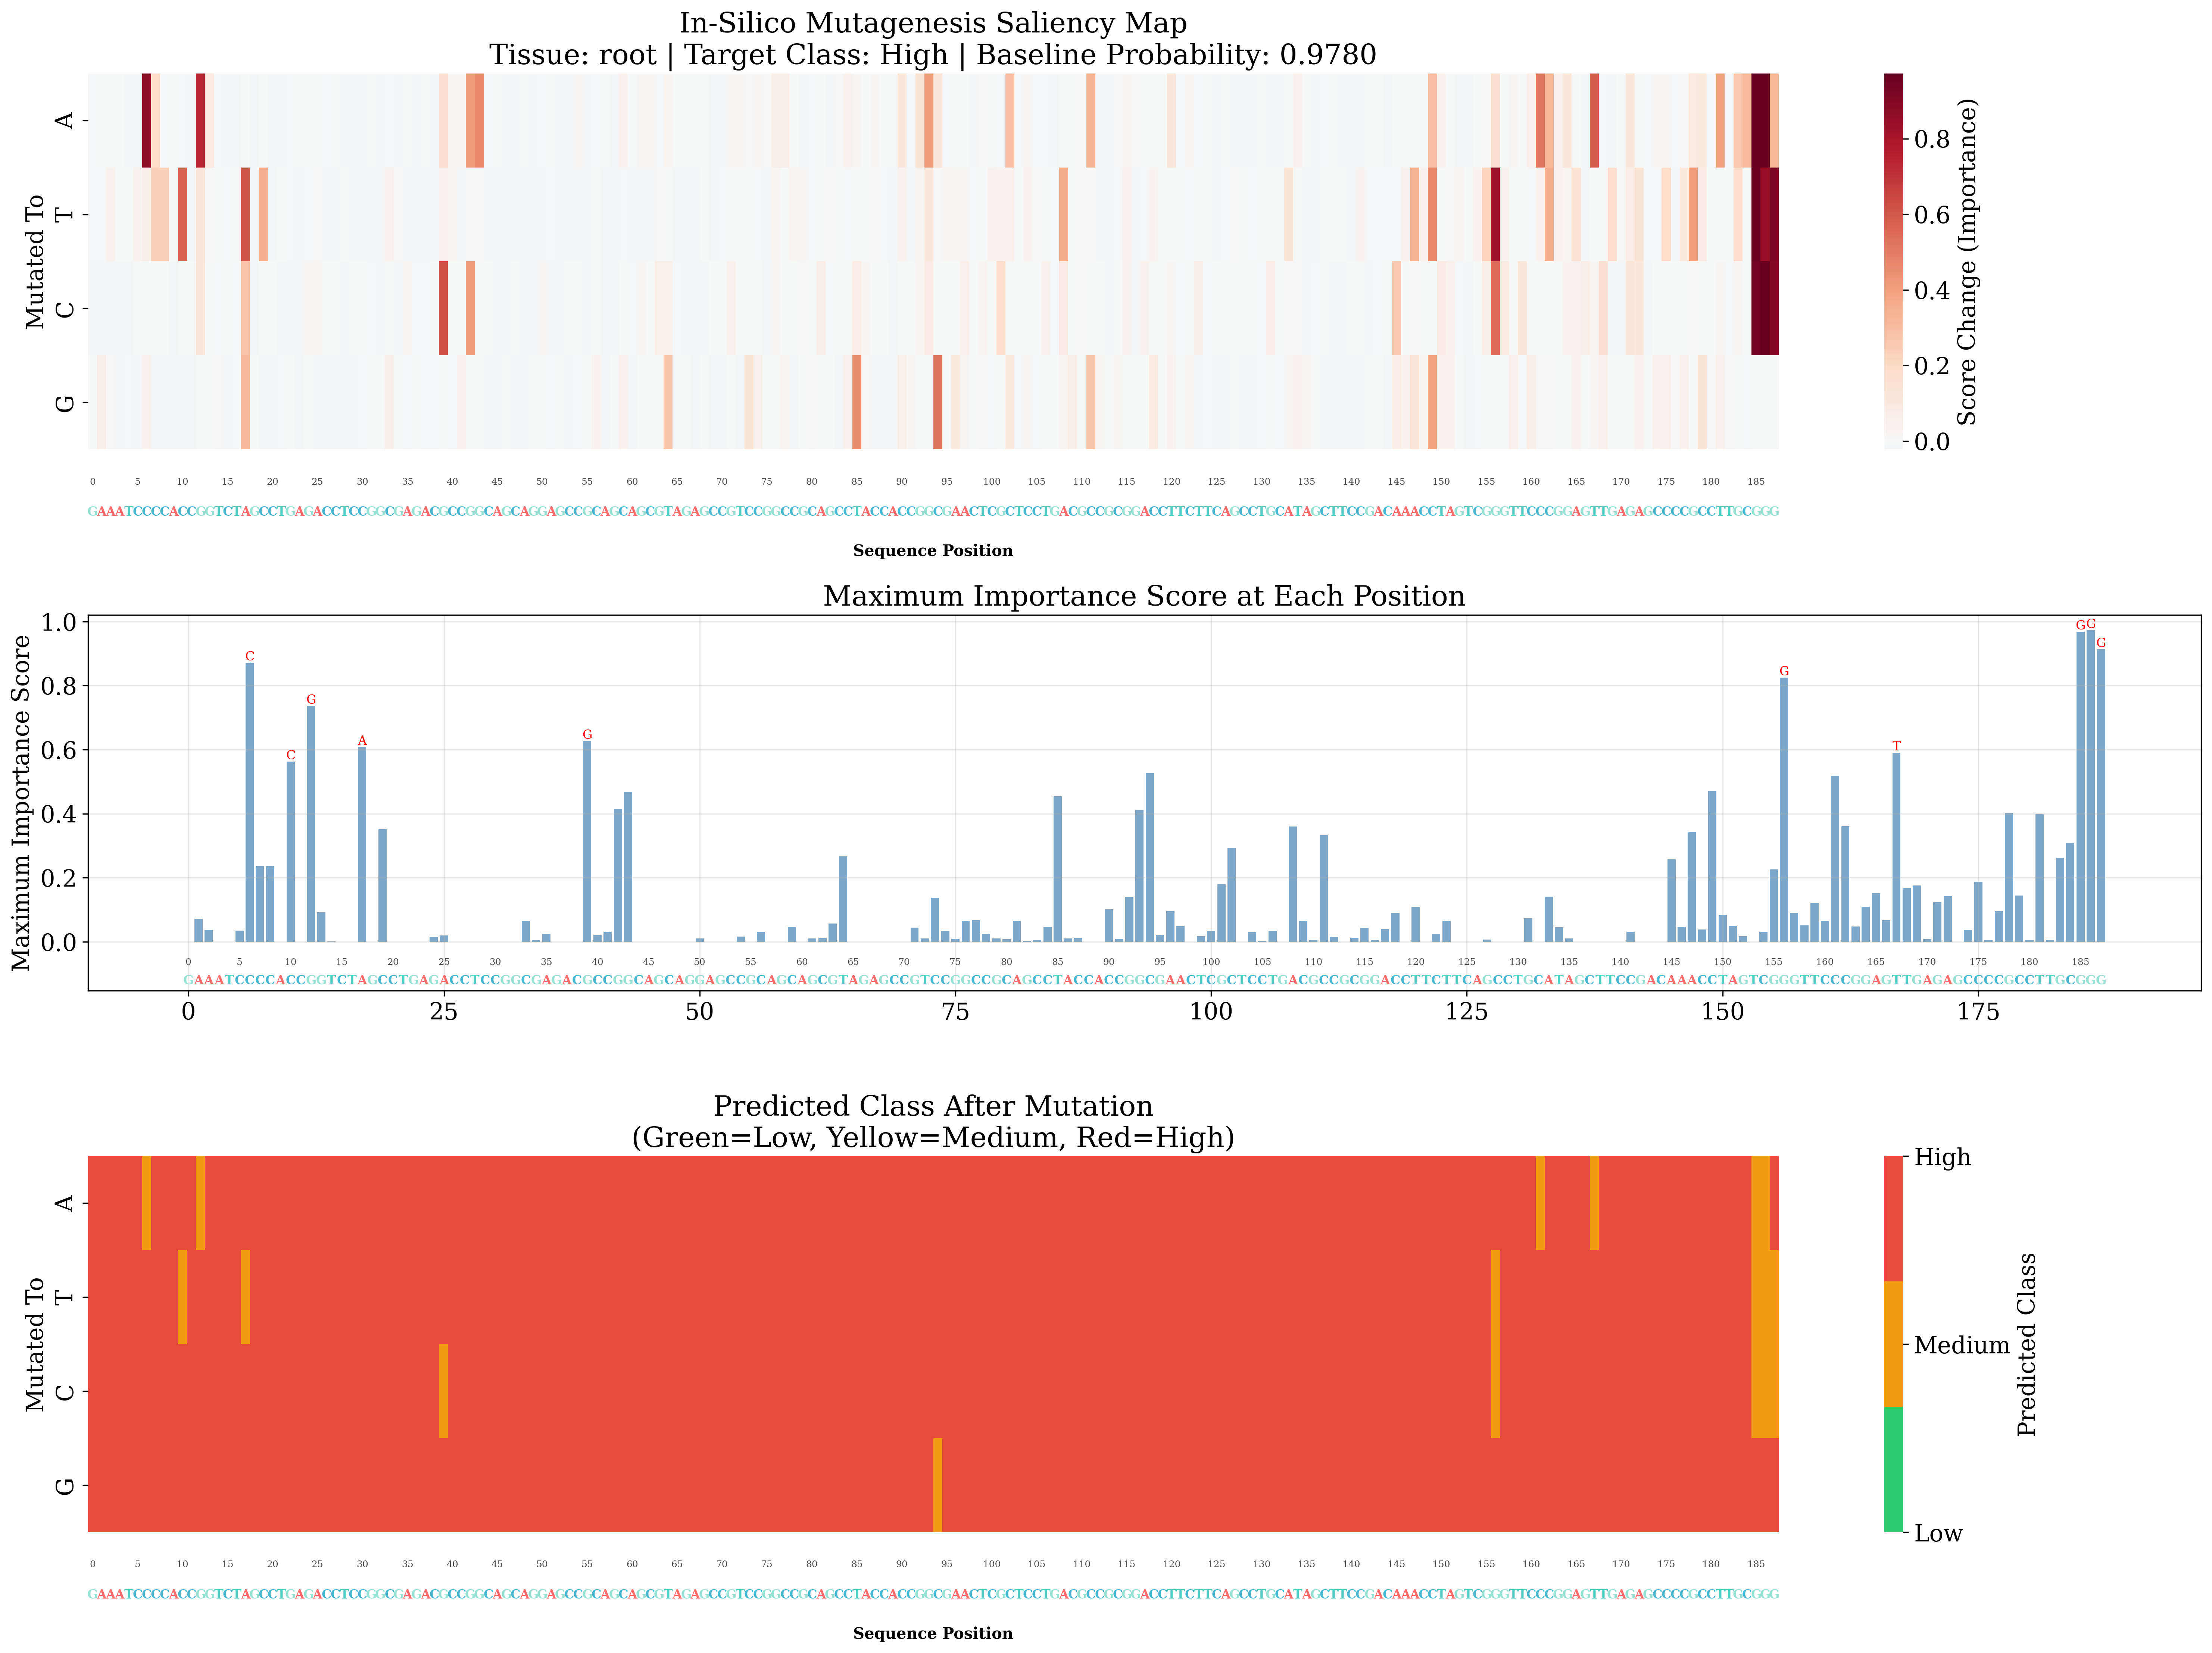 In-Silico Mutagenesis Saliency Map
Tissue: root | Target Class: High | Baseline Probability: 0.9780
Mutated To
A
T
C
G
0.8
0.6
0.4
0.2
0.0
Score Change (Importance)
0 5 10 15 20 25 30 35 40 45 50 55 60 65 70 75 80 85 90 95 100 105 110 115 120 125 130 135 140 145 150 155 160 165 170 175 180 185
GAAATCCCCACCGGTCTAGCCTGAGACCTCCGGCGAGACGCCGGCAGCAGGAGCCGCAGCAGCGTAGAGCCGTCCGGCCGCAGCCTACCACCGGCGAACTCGCTCCTGACGCCGCGGACCTTCTTCAGCCTGCATAGCTTCCGACAAACCTAGTCGGGTTCCCGGAGTTGAGAGCCCCGCCTTGCGGG
Sequence Position
Maximum Importance Score at Each Position
Maximum Importance Score
1.0
0.8
0.6
0.4
0.2
0.0
C C G A G G T G G G
0 5 10 15 20 25 30 35 40 45 50 55 60 65 70 75 80 85 90 95 100 105 110 115 120 125 130 135 140 145 150 155 160 165 170 175 180 185
GAAATCCCCACCGGTCTAGCCTGAGACCTCCGGCGAGACGCCGGCAGCAGGAGCCGCAGCAGCGTAGAGCCGTCCGGCCGCAGCCTACCACCGGCGAACTCGCTCCTGACGCCGCGGACCTTCTTCAGCCTGCATAGCTTCCGACAAACCTAGTCGGGTTCCCGGAGTTGAGAGCCCCGCCTTGCGGG
0 25 50 75 100 125 150 175
Predicted Class After Mutation
(Green=Low, Yellow=Medium, Red=High)
Mutated To
A
T
C
G
High
Medium
Low
Predicted Class
0 5 10 15 20 25 30 35 40 45 50 55 60 65 70 75 80 85 90 95 100 105 110 115 120 125 130 135 140 145 150 155 160 165 170 175 180 185
GAAATCCCCACCGGTCTAGCCTGAGACCTCCGGCGAGACGCCGGCAGCAGGAGCCGCAGCAGCGTAGAGCCGTCCGGCCGCAGCCTACCACCGGCGAACTCGCTCCTGACGCCGCGGACCTTCTTCAGCCTGCATAGCTTCCGACAAACCTAGTCGGGTTCCCGGAGTTGAGAGCCCCGCCTTGCGGG
Sequence Position